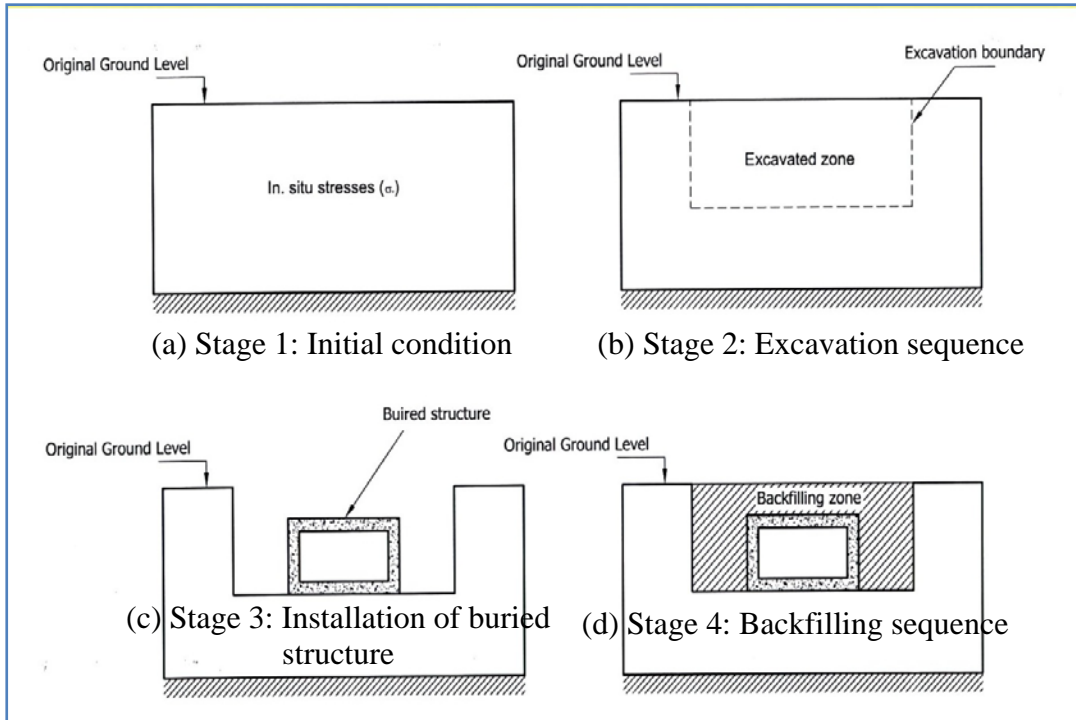 Original Ground Level
In. situ stresses (σ.)
(a) Stage 1: Initial condition
Original Ground Level
Excavation boundary
Excavated zone
(b) Stage 2: Excavation sequence
Buired structure
Original Ground Level
(c) Stage 3: Installation of buried
structure
Original Ground Level
Backfilling zone
(d) Stage 4: Backfilling sequence